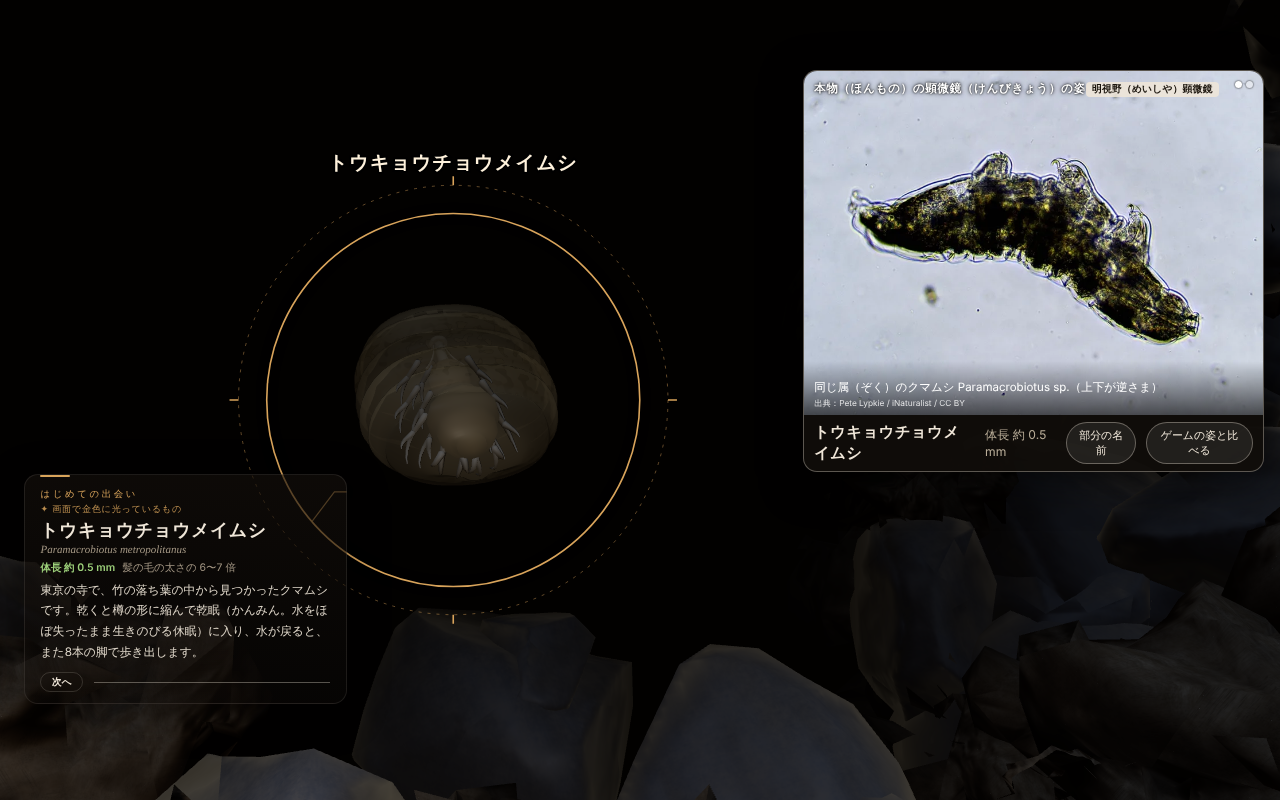 トウキョウチョウメイムシ
はじめての出会い
✦ 画面で金色に光っているもの
トウキョウチョウメイムシ
Paramacrobiotus metropolitanus
体長 約 0.5 mm 髪の毛の太さの 6〜7 倍
東京の寺で、竹の落ち葉の中から見つかったクマムシ
です。乾くと樽の形に縮んで乾眠（かんみん。水をほ
ぼ失ったまま生きのびる休眠）に入り、水が戻ると、
また8本の脚で歩き出します。
次へ
本物（ほんもの）の顕微鏡（けんびきょう）の姿
明視野（めいしや）顕微鏡
同じ属（ぞく）のクマムシ Paramacrobiotus sp.（上下が逆さま）
出典：Pete Lypkie / iNaturalist / CC BY
トウキョウチョウメ
イムシ
体長 約 0.5
mm
部分の名
前
ゲームの姿と比
べる